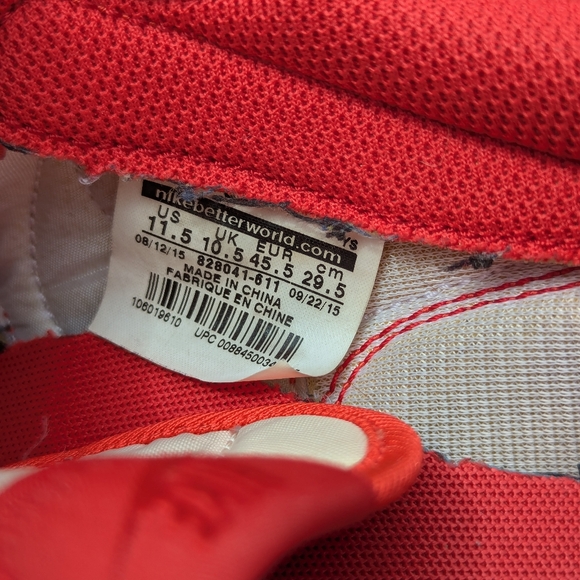 nikebetterworld.com
YS
US UK EUR cm
11.5 10.5 45.5 29.5
08/12/15 828041-611 09/22/15
MADE IN CHINA
FABRIQUE EN CHINE
106019610
UPC 0088450034